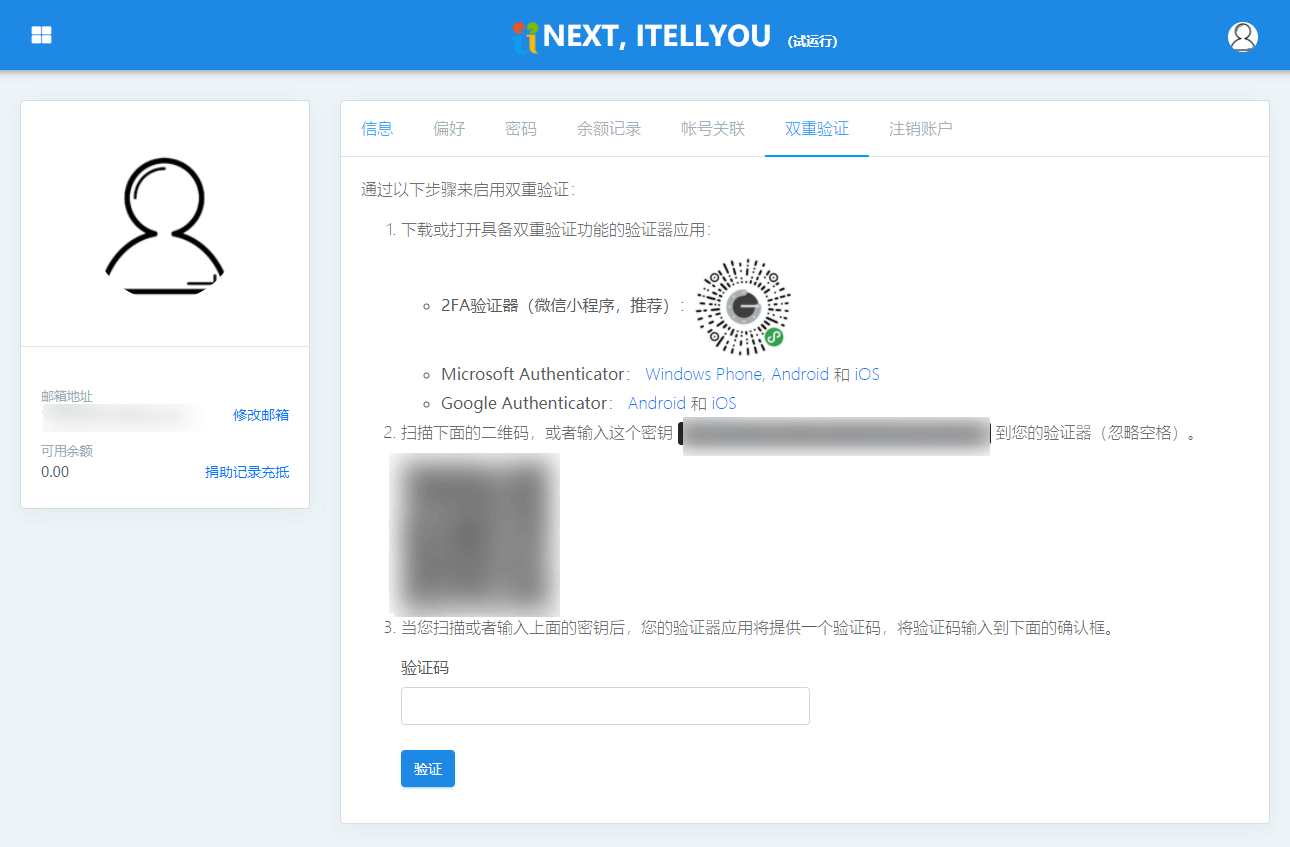 NEXT, ITELLYOU (试运行)
信息 偏好 密码 余额记录 帐号关联 双重验证 注销账户
邮箱地址
修改邮箱
可用余额
0.00 捐助记录充抵
通过以下步骤来启用双重验证：
1. 下载或打开具备双重验证功能的验证器应用：
2FA验证器（微信小程序，推荐）：
Microsoft Authenticator： Windows Phone, Android 和 iOS
Google Authenticator： Android 和 iOS
2. 扫描下面的二维码，或者输入这个密钥 到您的验证器（忽略空格）。
3. 当您扫描或者输入上面的密钥后，您的验证器应用将提供一个验证码，将验证码输入到下面的确认框。
验证码
验证